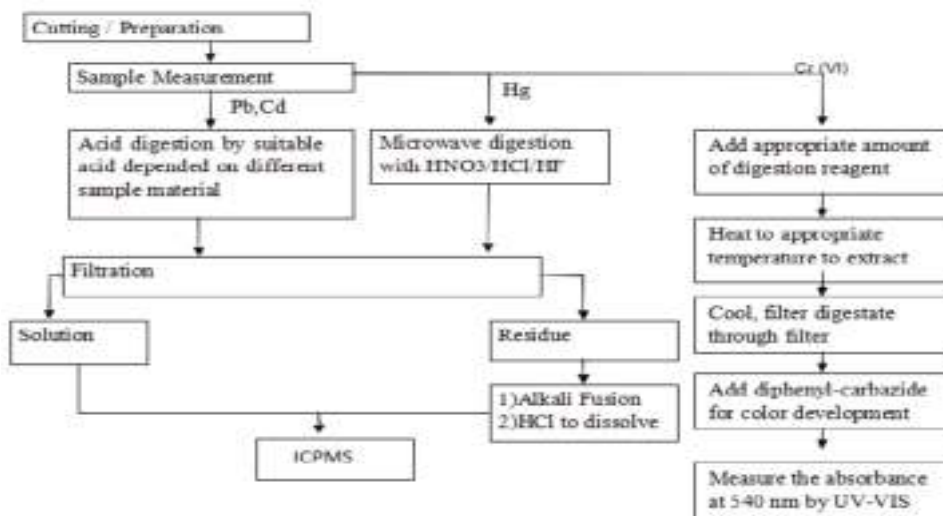 Cutting / Preparation
Sample Measurement
Pb,Cd
Hg
Cr (VI)
Acid digestion by suitable
acid depended on different
sample material
Microwave digestion
with HNO3/HCl/HF
Add appropriate amount
of digestion reagent
Heat to appropriate
temperature to extract
Filtration
Cool, filter digestate
through filter
Solution
Residue
1)Alkali Fusion
2)HCl to dissolve
Add diphenyl-carbazide
for color development
ICPMS
Measure the absorbance
at 540 nm by UV-VIS